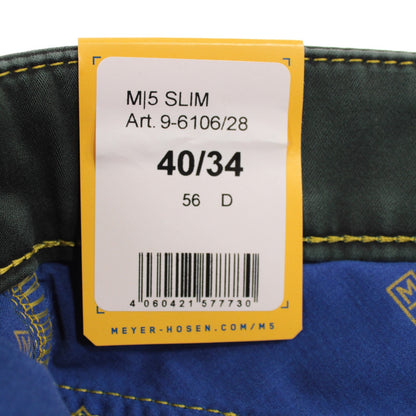 M|5 SLIM
Art. 9-6106/28
40/34
56 D
4 060421 577730
MEYER-HOSEN.COM/M5